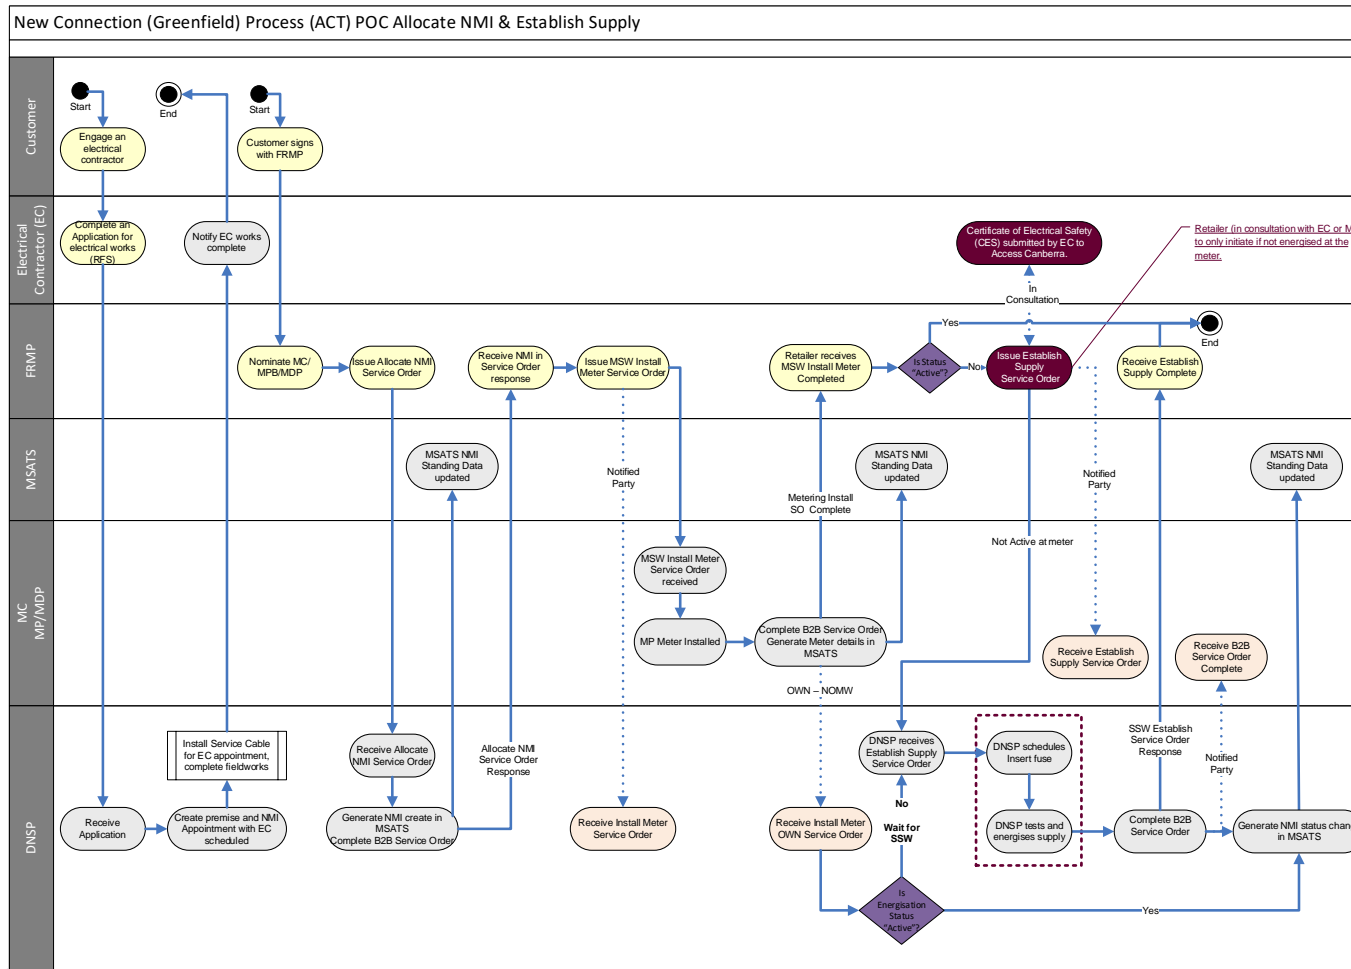 New Connection (Greenfield) Process (ACT) POC Allocate NMI & Establish Supply
Customer
Start
End
Start
Engage an
electrical
contractor
Customer signs
with FRMP
Electrical
Contractor (EC)
Complete an
Application for
electrical works
(RFS)
Notify EC works
complete
Certificate of Electrical Safety
(CES) submitted by EC to
Access Canberra.
Retailer (in consultation with EC or M
to only initiate if not energised at the
meter.
In
Consultation
FRMP
Nominate MC/
MPB/MDP
Issue Allocate NMI
Service Order
Receive NMI in
Service Order
response
Issue MSW Install
Meter Service Order
Retailer receives
MSW Install Meter
Completed
Is Status
"Active"?
Yes
No
Issue Establish
Supply
Service Order
Receive Establish
Supply Complete
End
MSATS
MSATS NMI
Standing Data
updated
Notified
Party
Metering Install
SO Complete
MSATS NMI
Standing Data
updated
Notified
Party
MSATS NMI
Standing Data
updated
MC
MP/MDP
MSW Install Meter
Service Order
received
MP Meter Installed
Complete B2B Service Order
Generate Meter details in
MSATS
Not Active at meter
Receive Establish
Supply Service Order
Receive B2B
Service Order
Complete
OWN – NOMW
DNSP
Receive
Application
Install Service Cable
for EC appointment,
complete fieldworks
Create premise and NMI
Appointment with EC
scheduled
Receive Allocate
NMI Service Order
Generate NMI create in
MSATS
Complete B2B Service Order
Allocate NMI
Service Order
Response
Receive Install Meter
Service Order
Receive Install Meter
OWN Service Order
DNSP receives
Establish Supply
Service Order
No
Wait for
SSW
Is
Energisation
Status
"Active"?
Yes
DNSP schedules
Insert fuse
DNSP tests and
energises supply
SSW Establish
Service Order
Response
Notified
Party
Complete B2B
Service Order
Generate NMI status chan
in MSATS